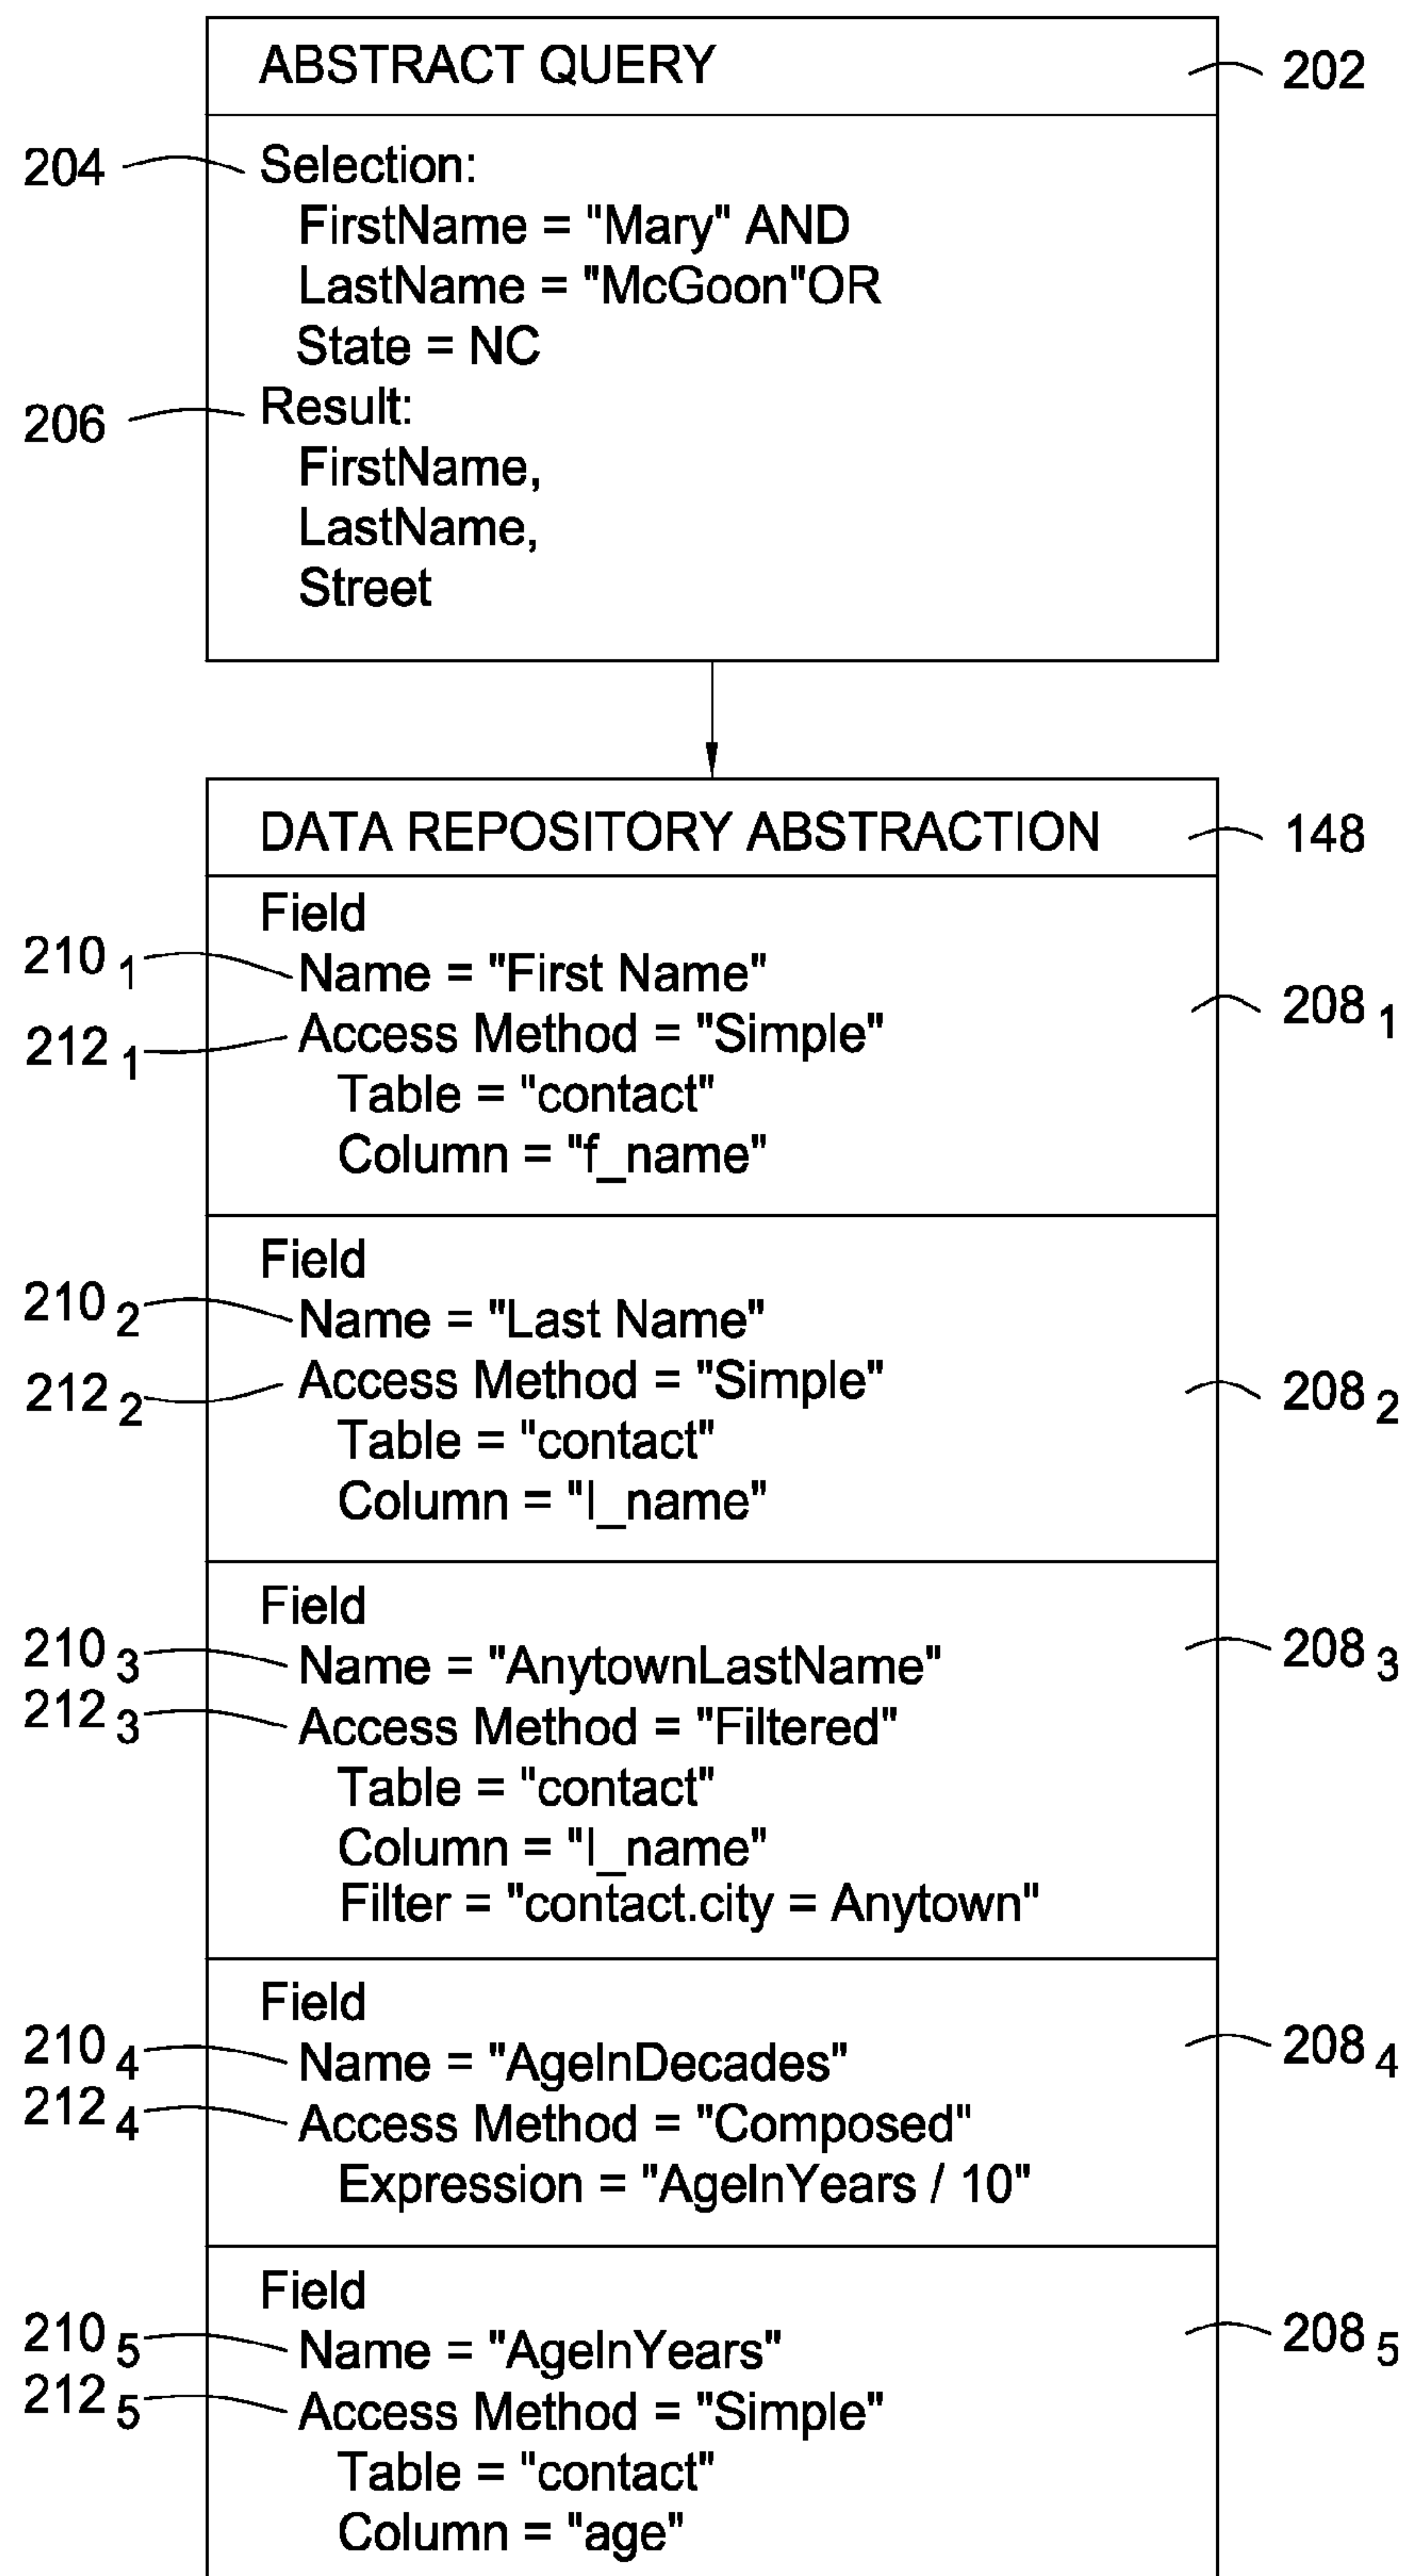 ABSTRACT QUERY 202
204 Selection:
FirstName = "Mary" AND
LastName = "McGoon"OR
State = NC
206 Result:
FirstName,
LastName,
Street
DATA REPOSITORY ABSTRACTION 148
Field
210 1 Name = "First Name" 208 1
212 1 Access Method = "Simple"
Table = "contact"
Column = "f_name"
Field
210 2 Name = "Last Name"
212 2 Access Method = "Simple" 208 2
Table = "contact"
Column = "l_name"
Field
210 3 Name = "AnytownLastName" 208 3
212 3 Access Method = "Filtered"
Table = "contact"
Column = "l_name"
Filter = "contact.city = Anytown"
Field
210 4 Name = "AgeInDecades" 208 4
212 4 Access Method = "Composed"
Expression = "AgeInYears / 10"
Field
210 5 Name = "AgeInYears" 208 5
212 5 Access Method = "Simple"
Table = "contact"
Column = "age"